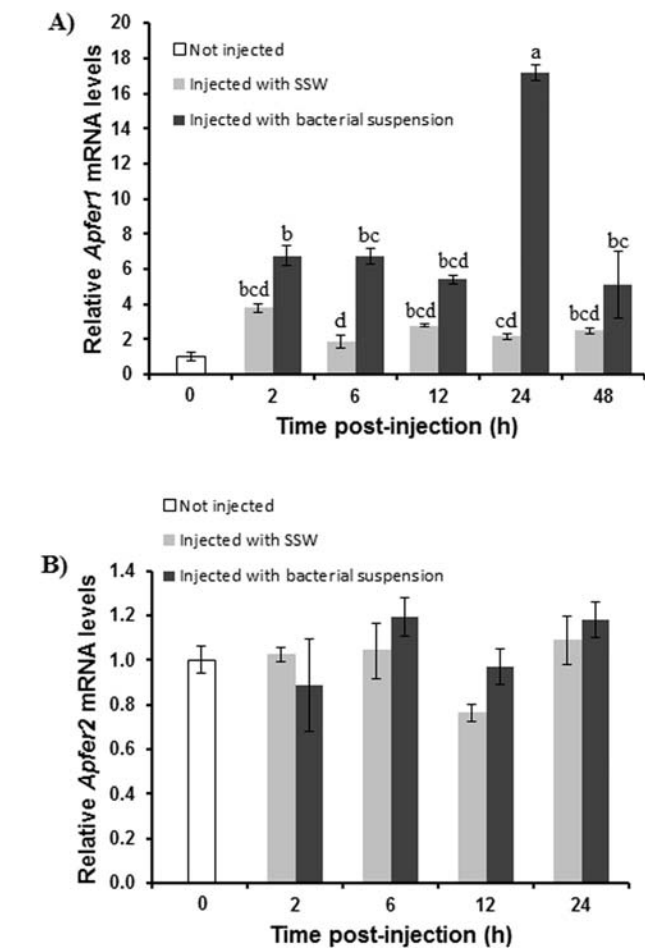 A)
Relative Apfer1 mRNA levels
20
18
16
14
12
10
8
6
4
2
0
Not injected
Injected with SSW
Injected with bacterial suspension
bcd
b
d
bc
bcd
bcd
cd
a
bcd
bc
0 2 6 12 24 48
Time post-injection (h)
Not injected
Injected with SSW
B)
Injected with bacterial suspension
Relative Apfer2 mRNA levels
1.4
1.2
1.0
0.8
0.6
0.4
0.2
0.0
0 2 6 12 24
Time post-injection (h)